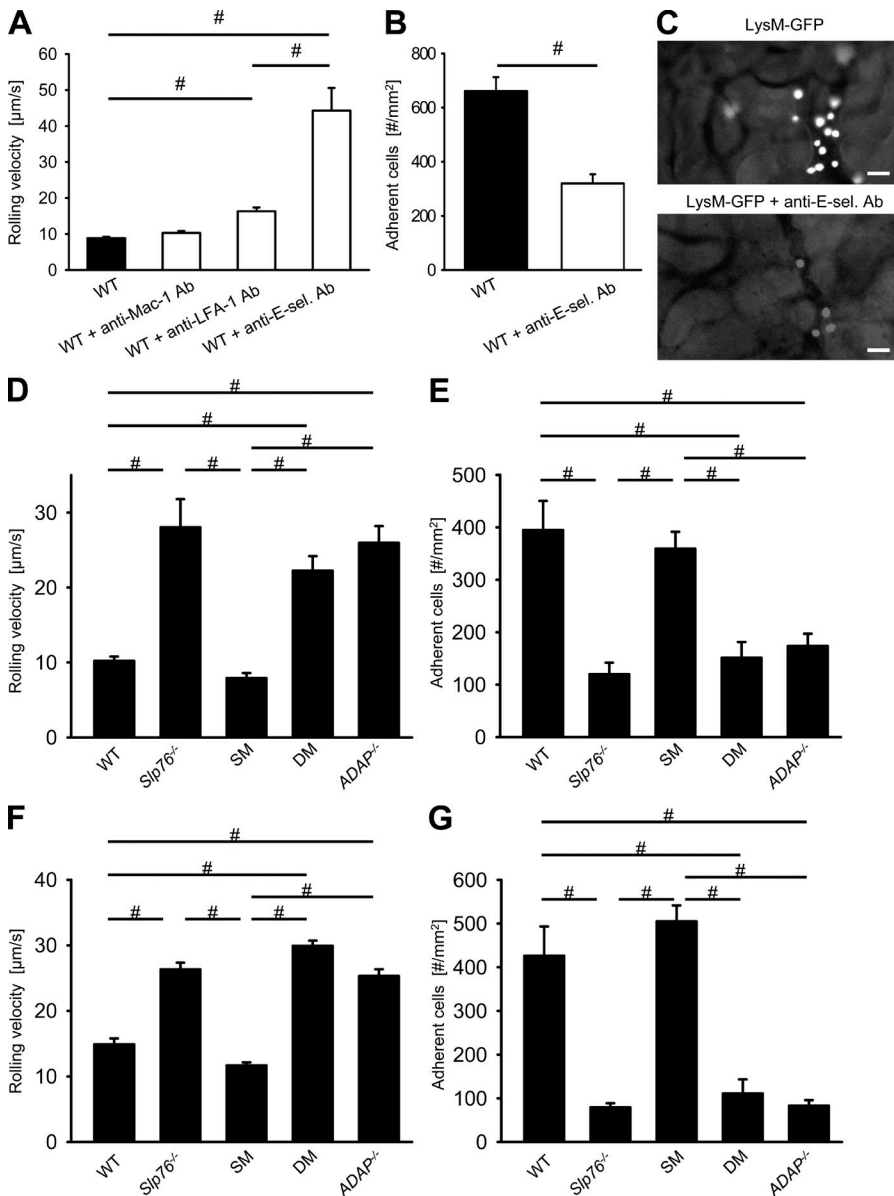 A
#
#
#
Rolling velocity [µm/s]
60
50
40
30
20
10
0
WT
WT + anti-Mac-1 Ab
WT + anti-LFA-1 Ab
WT + anti-E-sel. Ab
B
#
Adherent cells [#/mm²]
800
600
400
200
0
WT
WT + anti-E-sel. Ab
C
LysM-GFP
LysM-GFP + anti-E-sel. Ab
D
#
#
#
# # #
Rolling velocity [µm/s]
30
20
10
0
WT
Slp76-/-
SM
DM
ADAP-/-
E
#
#
#
# # #
Adherent cells [#/mm²]
500
400
300
200
100
0
WT
Slp76-/-
SM
DM
ADAP-/-
F
#
#
#
# # #
Rolling velocity [µm/s]
40
30
20
10
0
WT
Slp76-/-
SM
DM
ADAP-/-
G
#
#
#
# # #
Adherent cells [#/mm²]
600
500
400
300
200
100
0
WT
Slp76-/-
SM
DM
ADAP-/-